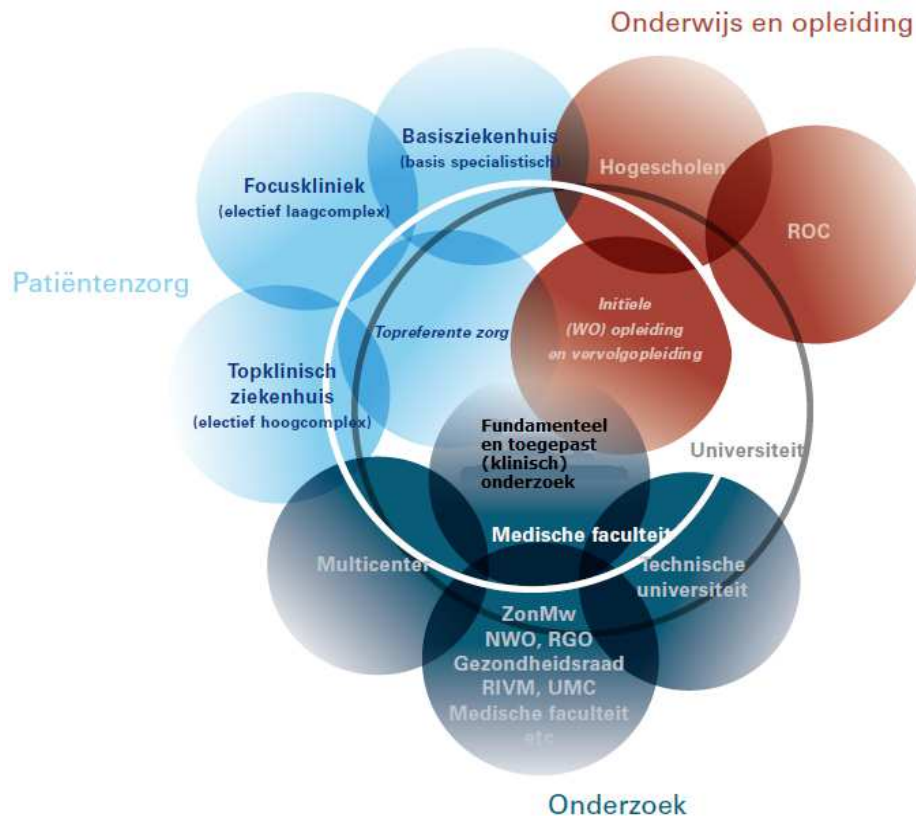 Onderwijs en opleiding
Basisziekenhuis
(basis specialistisch)
Hogescholen
Focuskliniek
(electief laagcomplex)
ROC
Patiëntenzorg
Topreferente zorg
Initïele
(WO) opleiding
en vervolgopleiding
Topklinisch
ziekenhuis
(electief hoogcomplex)
Fundamenteel
en toegepast
(klinisch)
onderzoek
Universiteit
Medische faculteit
Multicenter
Technische
universiteit
ZonMw
NWO, RGO
Gezondheidsraad
RIVM, UMC
Medische faculteit
etc
Onderzoek